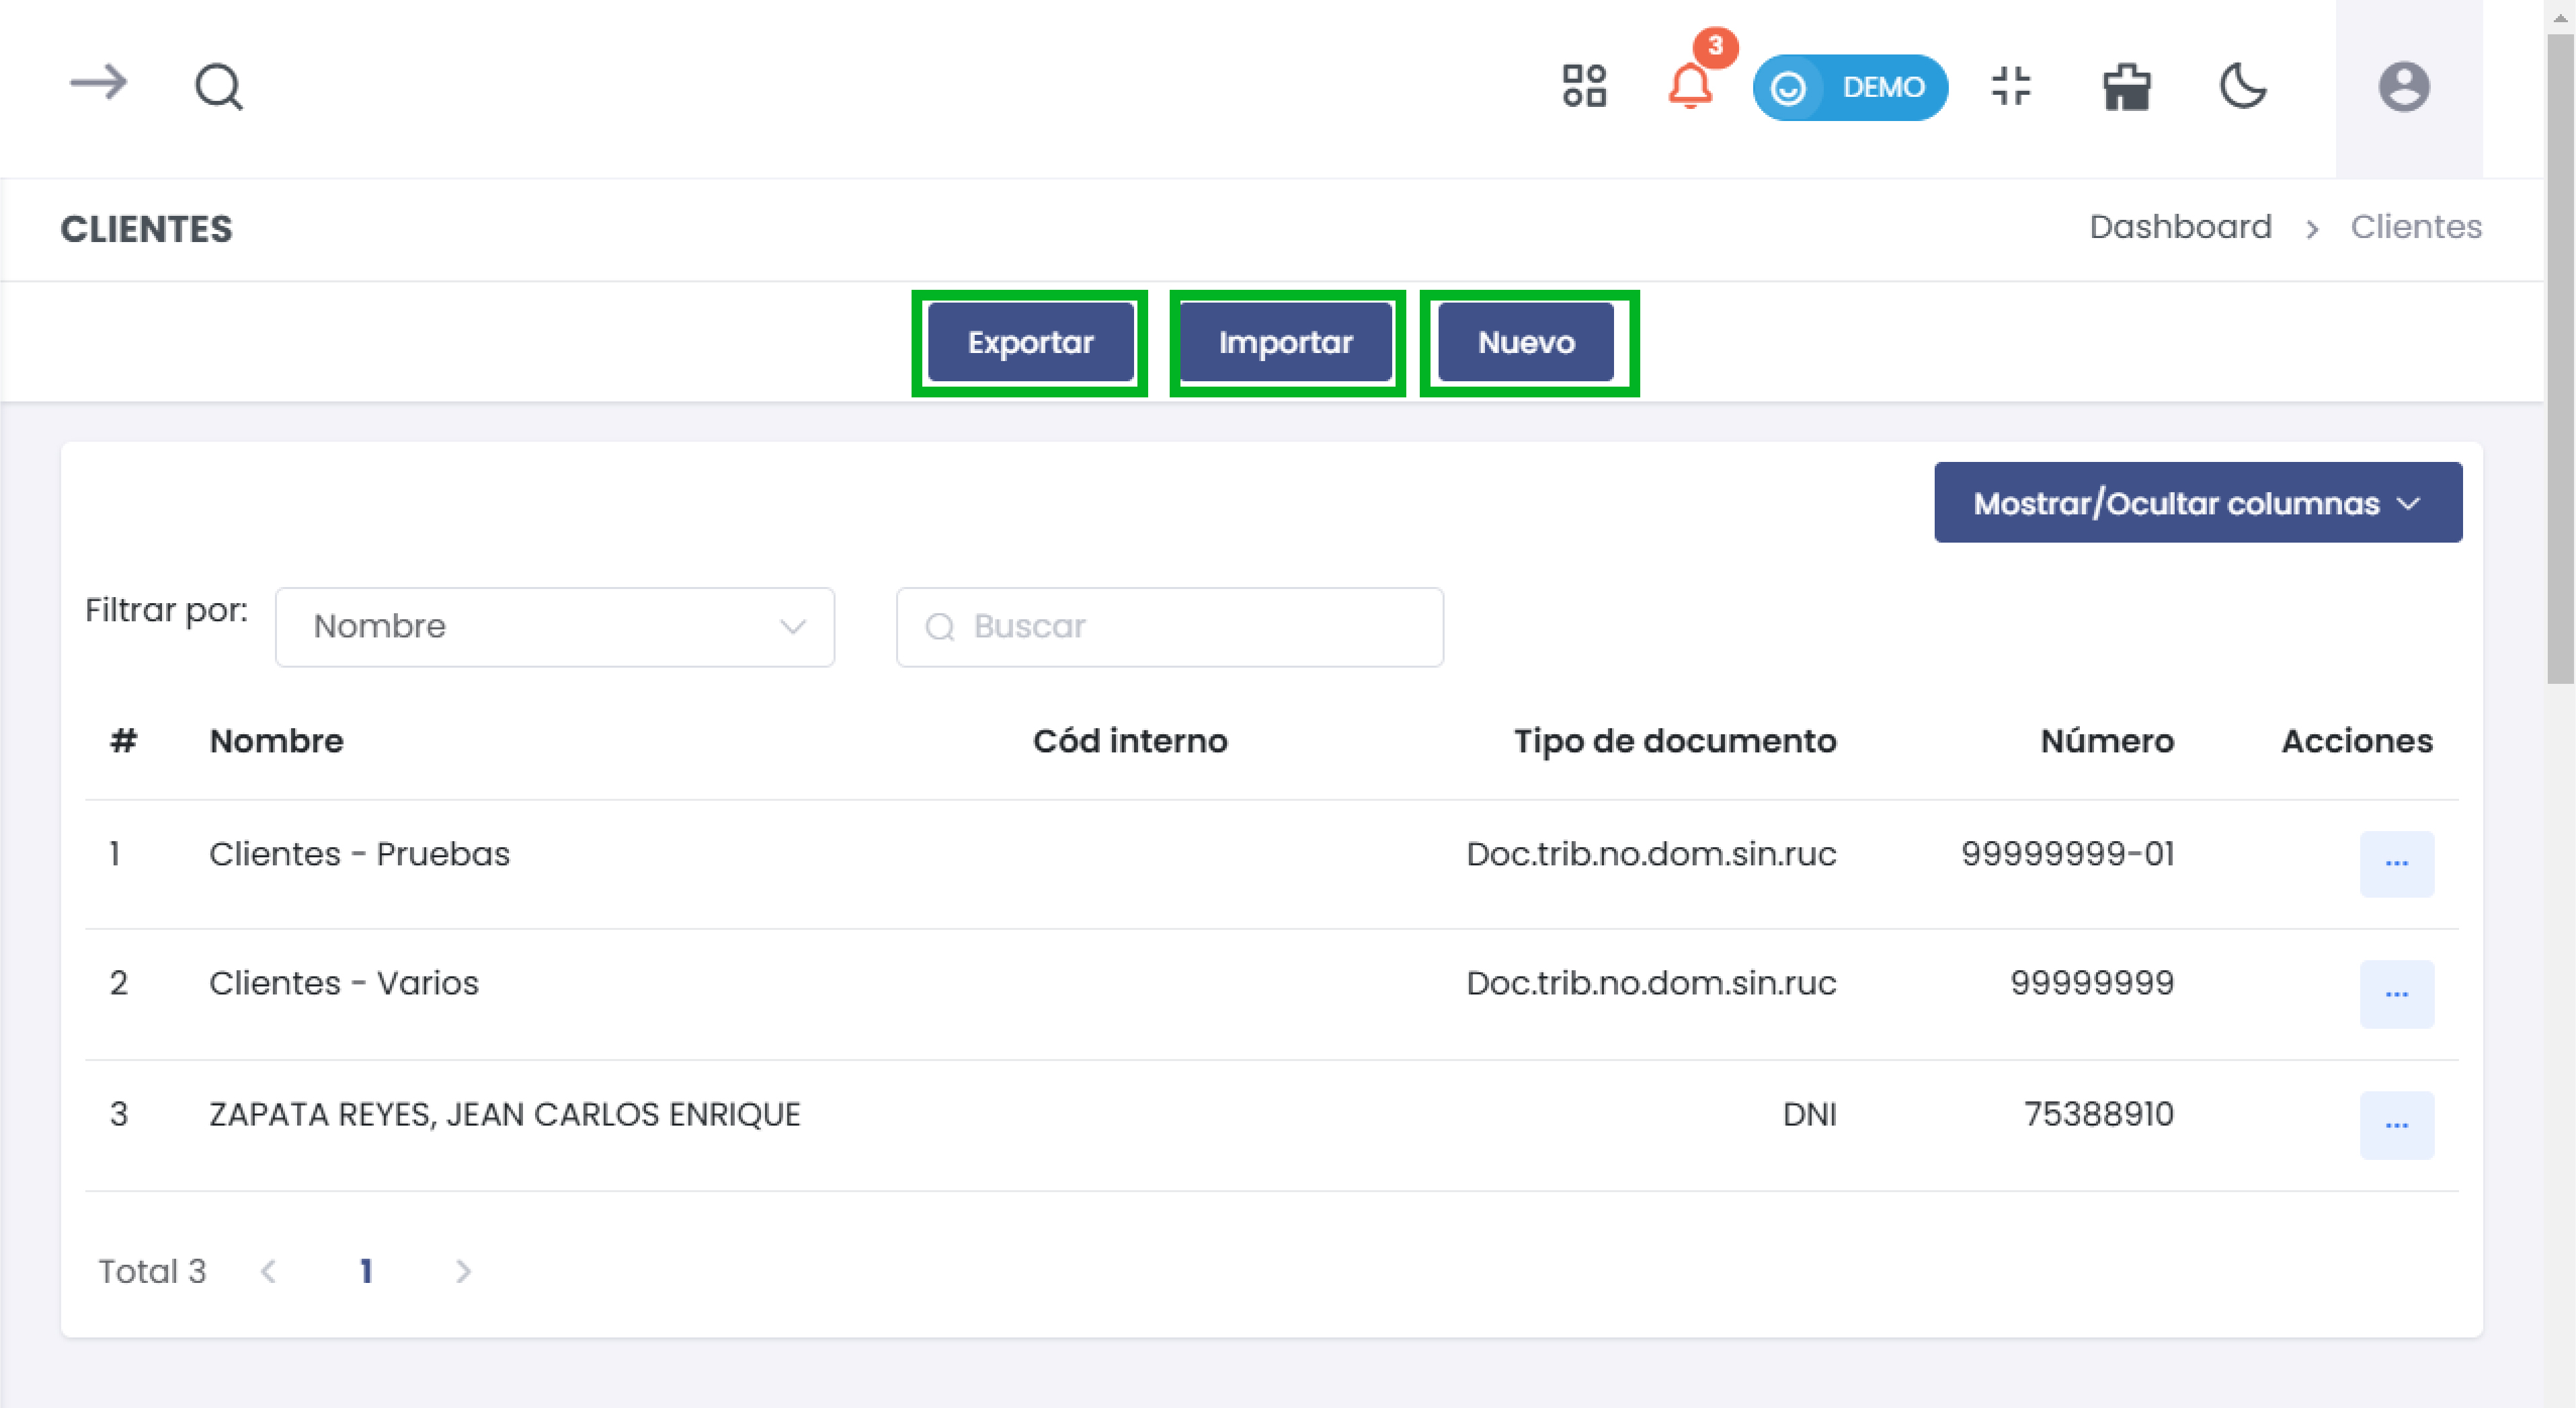 3
DEMO
CLIENTES
Dashboard > Clientes
Exportar Importar Nuevo
Mostrar/Ocultar columnas
Filtrar por: Nombre Buscar
# Nombre Cód interno Tipo de documento Número Acciones
1 Clientes - Pruebas Doc.trib.no.dom.sin.ruc 99999999-01 ...
2 Clientes - Varios Doc.trib.no.dom.sin.ruc 99999999 ...
3 ZAPATA REYES, JEAN CARLOS ENRIQUE DNI 75388910 ...
Total 3 < 1 >